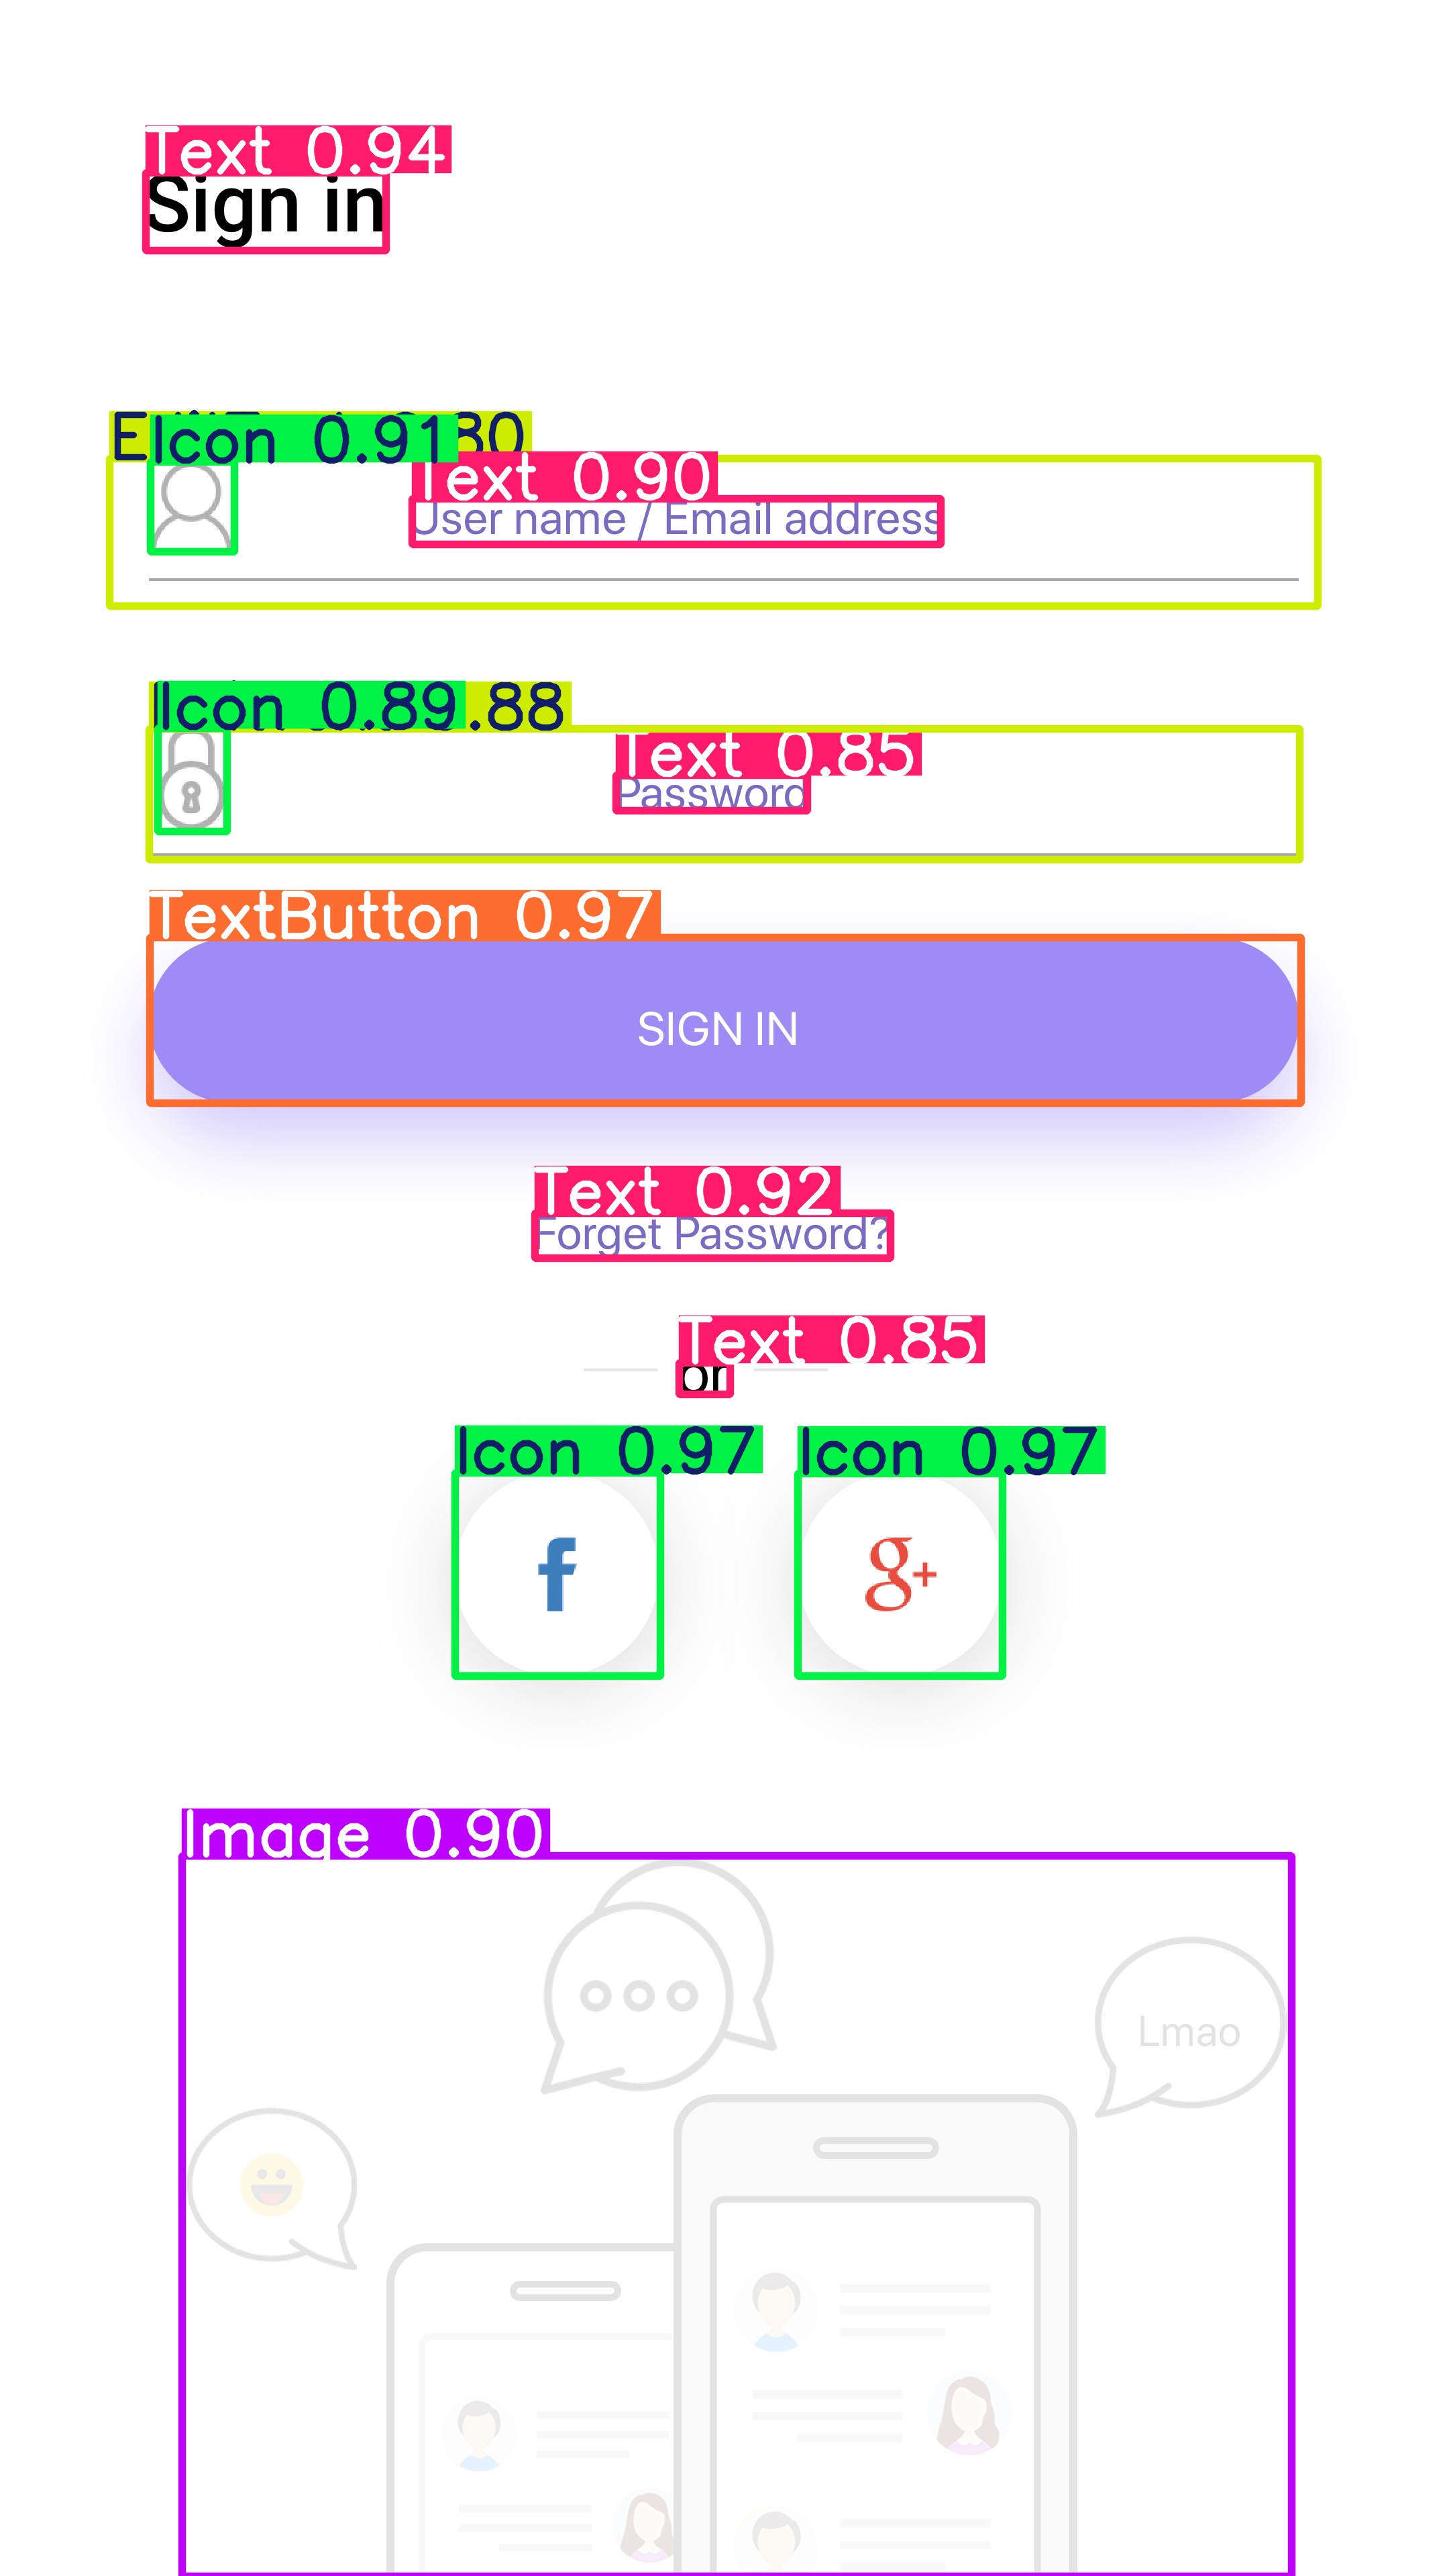 Text 0.94
Sign in
Icon 0.91
80
Text 0.90
User name / Email address
Icon 0.89
.88
Text 0.85
Password
TextButton 0.97
SIGN IN
Text 0.92
Forget Password?
Text 0.85
or
Icon 0.97 Icon 0.97
f g+
Image 0.90
Lmao